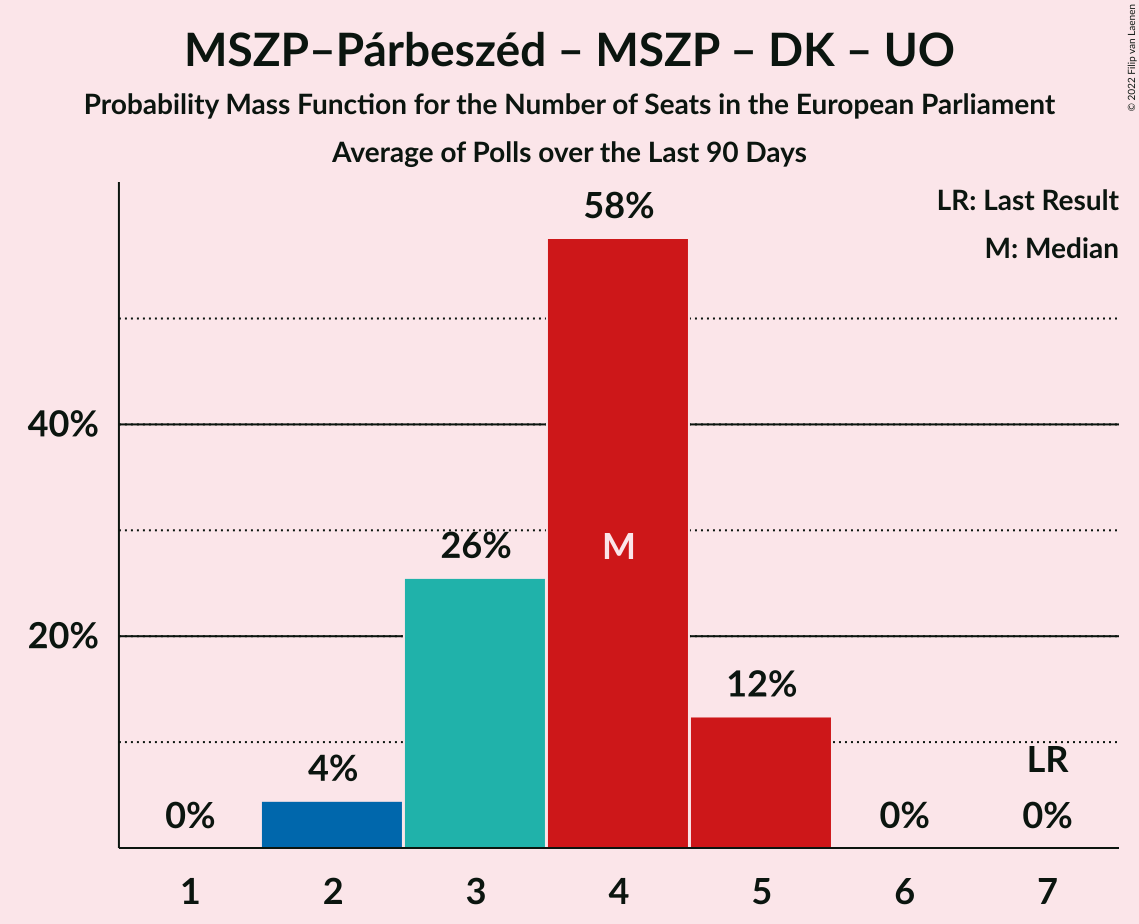 MSZP–Párbeszéd – MSZP – DK – UO
Probability Mass Function for the Number of Seats in the European Parliament
Average of Polls over the Last 90 Days
© 2022 Filip van Laenen
LR: Last Result
M: Median
58%
40%
26%
M
20%
12%
4%
LR
0%
0%
0%
1 2 3 4 5 6 7